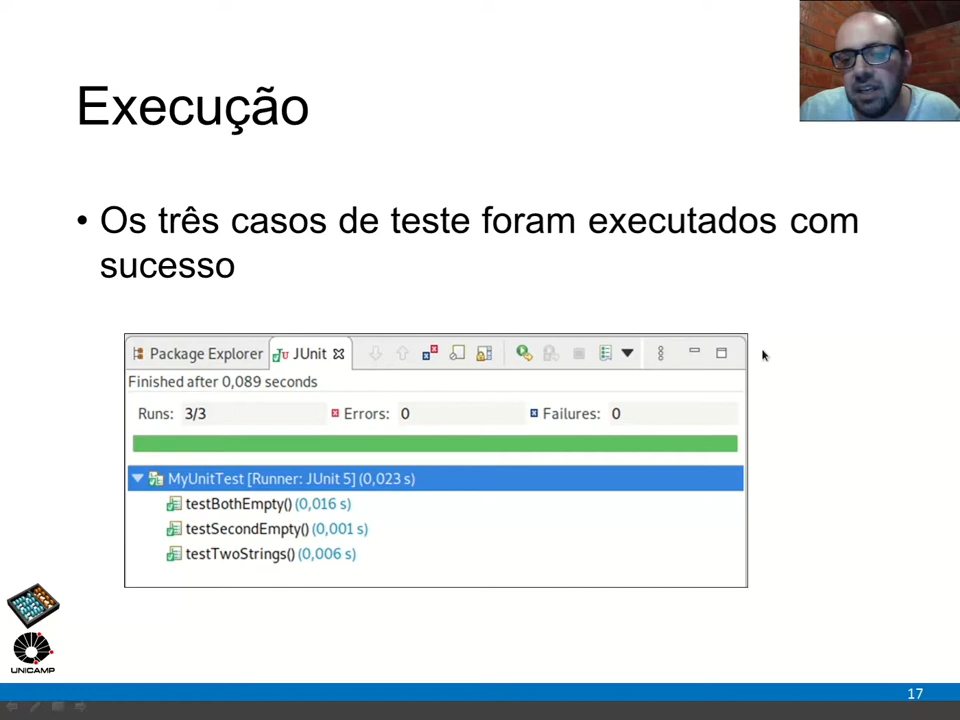 Execução
• Os três casos de teste foram executados com
sucesso
Package Explorer JUnit
Finished after 0,089 seconds
Runs: 3/3 Errors: 0 Failures: 0
MyUnitTest [Runner: JUnit 5] (0,023 s)
testBothEmpty() (0,016 s)
testSecondEmpty() (0,001 s)
testTwoStrings() (0,006 s)
UNICAMP
17